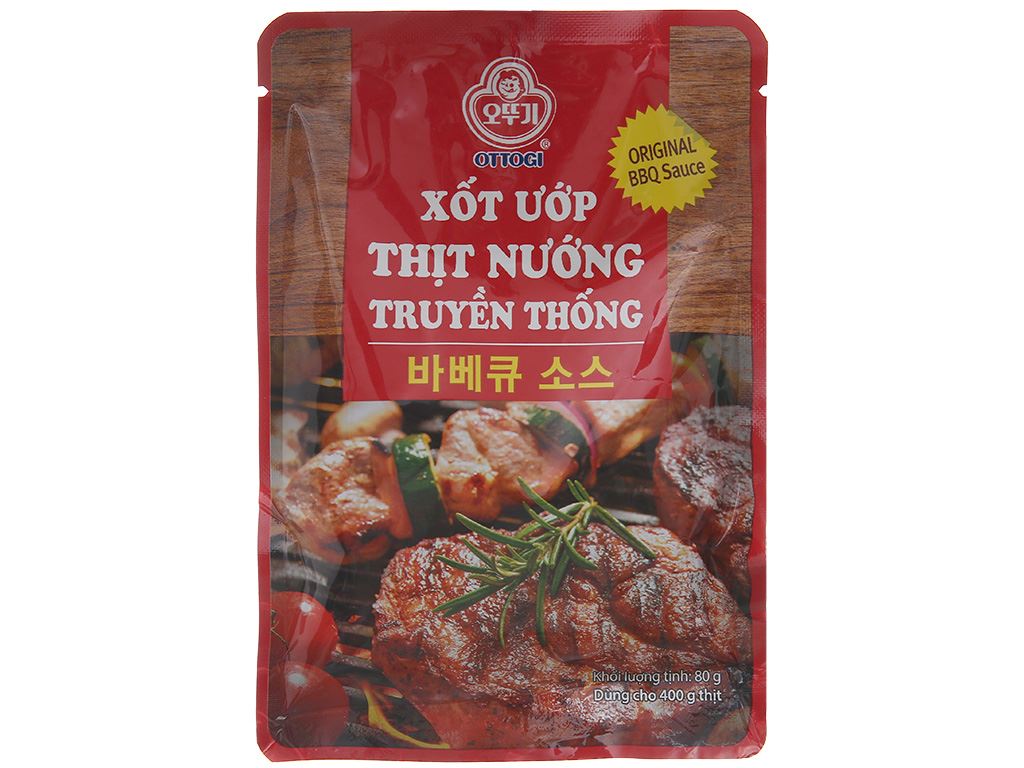 오뚜기
®
OTTOGI
ORIGINAL
BBQ Sauce
XỐT ƯỚP
THỊT NƯỚNG
TRUYỀN THỐNG
바베큐 소스
Khối lượng tịnh: 80 g
Dùng cho 400 g thịt